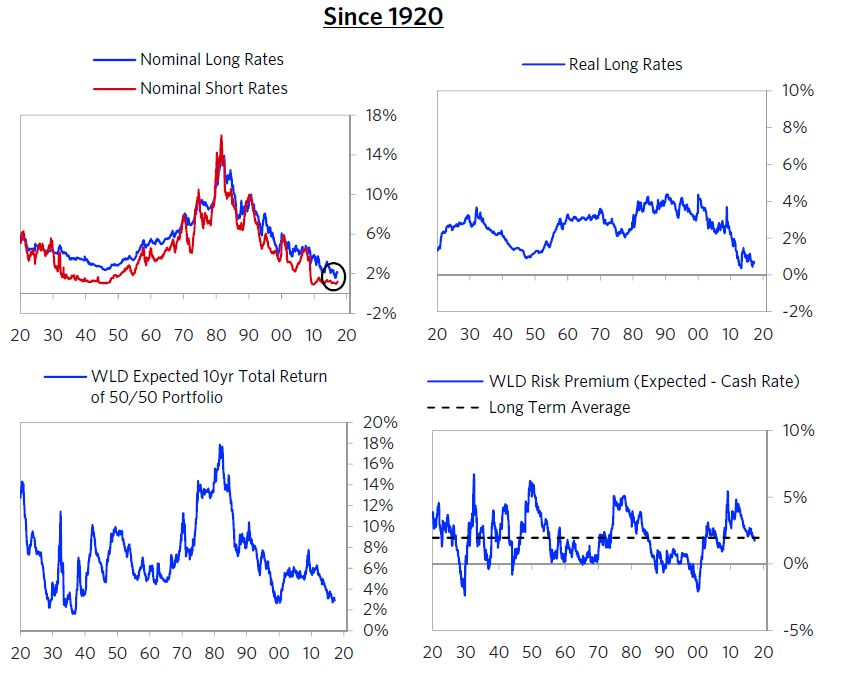 Since 1920
Nominal Long Rates
Nominal Short Rates
18%
14%
10%
6%
2%
-2%
20 30 40 50 60 70 80 90 00 10 20
Real Long Rates
10%
8%
6%
4%
2%
0%
-2%
20 30 40 50 60 70 80 90 00 10 20
WLD Expected 10yr Total Return
of 50/50 Portfolio
20%
18%
16%
14%
12%
10%
8%
6%
4%
2%
0%
20 30 40 50 60 70 80 90 00 10 20
WLD Risk Premium (Expected - Cash Rate)
Long Term Average
10%
5%
0%
-5%
20 30 40 50 60 70 80 90 00 10 20